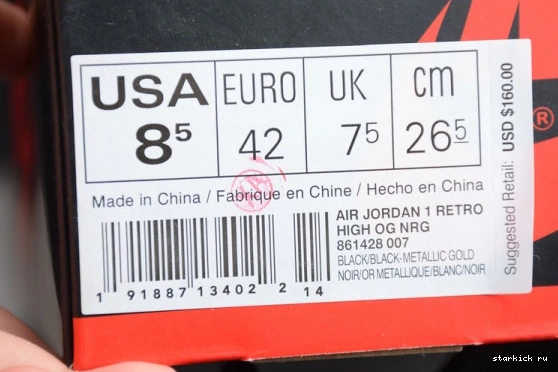 USA EURO UK cm
8⁵ 42 7⁵ 26⁵
Made in China / Fabrique en Chine / Hecho en China
AIR JORDAN 1 RETRO
HIGH OG NRG
861428 007
BLACK/BLACK-METALLIC GOLD
NOIR/OR METALLIQUE/BLANC/NOIR
1 91887 13402 2 14
Suggested Retail: USD $160.00
®
starkick ru